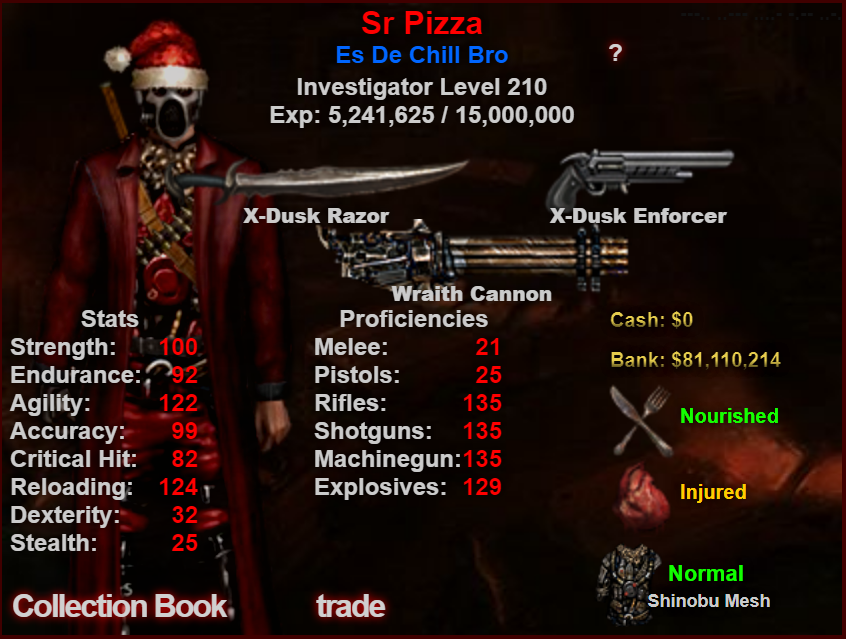 Sr Pizza
Es De Chill Bro
?
Investigator Level 210
Exp: 5,241,625 / 15,000,000
X-Dusk Razor
X-Dusk Enforcer
Wraith Cannon
Stats
Strength: 100
Endurance: 92
Agility: 122
Accuracy: 99
Critical Hit: 82
Reloading: 124
Dexterity: 32
Stealth: 25
Proficiencies
Melee: 21
Pistols: 25
Rifles: 135
Shotguns: 135
Machinegun: 135
Explosives: 129
Cash: $0
Bank: $81,110,214
Nourished
Injured
Normal
Shinobu Mesh
Collection Book
trade